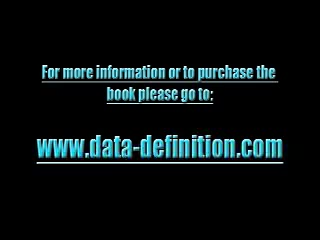 For more information or to purchase the
book please go to:
www.data-definition.com